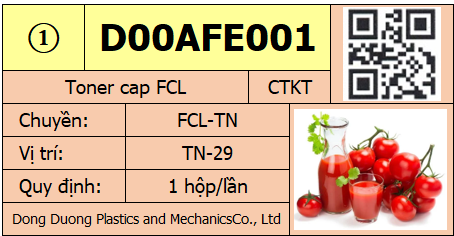 ① D00AFE001
Toner cap FCL CTKT
Chuyền: FCL-TN
Vị trí: TN-29
Quy định: 1 hộp/lần
Dong Duong Plastics and MechanicsCo., Ltd